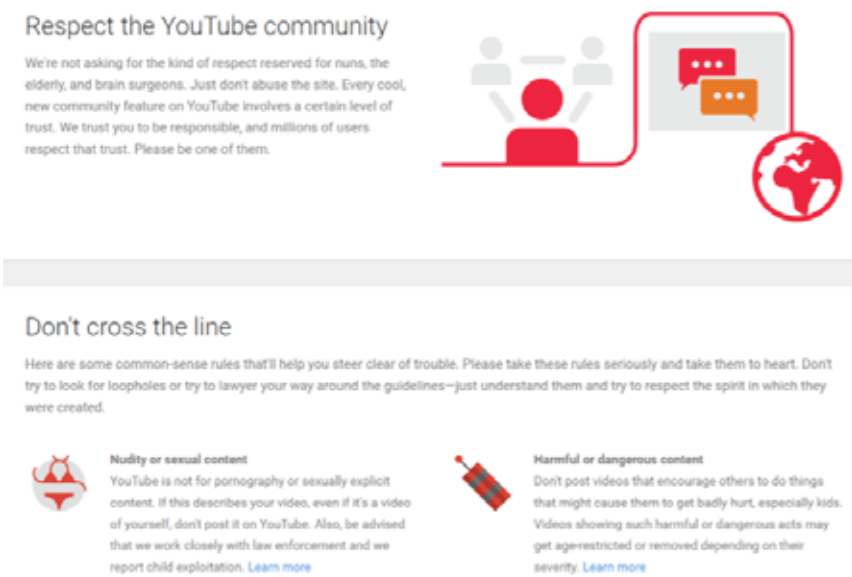 Respect the YouTube community
We're not asking for the kind of respect reserved for nuns, the
elderly, and brain surgeons. Just don't abuse the site. Every cool,
new community feature on YouTube involves a certain level of
trust. We trust you to be responsible, and millions of users
respect that trust. Please be one of them.
Don't cross the line
Here are some common-sense rules that'll help you steer clear of trouble. Please take these rules seriously and take them to heart. Don't
try to look for loopholes or try to lawyer your way around the guidelines—just understand them and try to respect the spirit in which they
were created.
Nudity or sexual content
YouTube is not for pornography or sexually explicit
content. If this describes your video, even if it's a video
of yourself, don't post it on YouTube. Also, be advised
that we work closely with law enforcement and we
report child exploitation. Learn more
Harmful or dangerous content
Don't post videos that encourage others to do things
that might cause them to get badly hurt, especially kids.
Videos showing such harmful or dangerous acts may
get age-restricted or removed depending on their
severity. Learn more